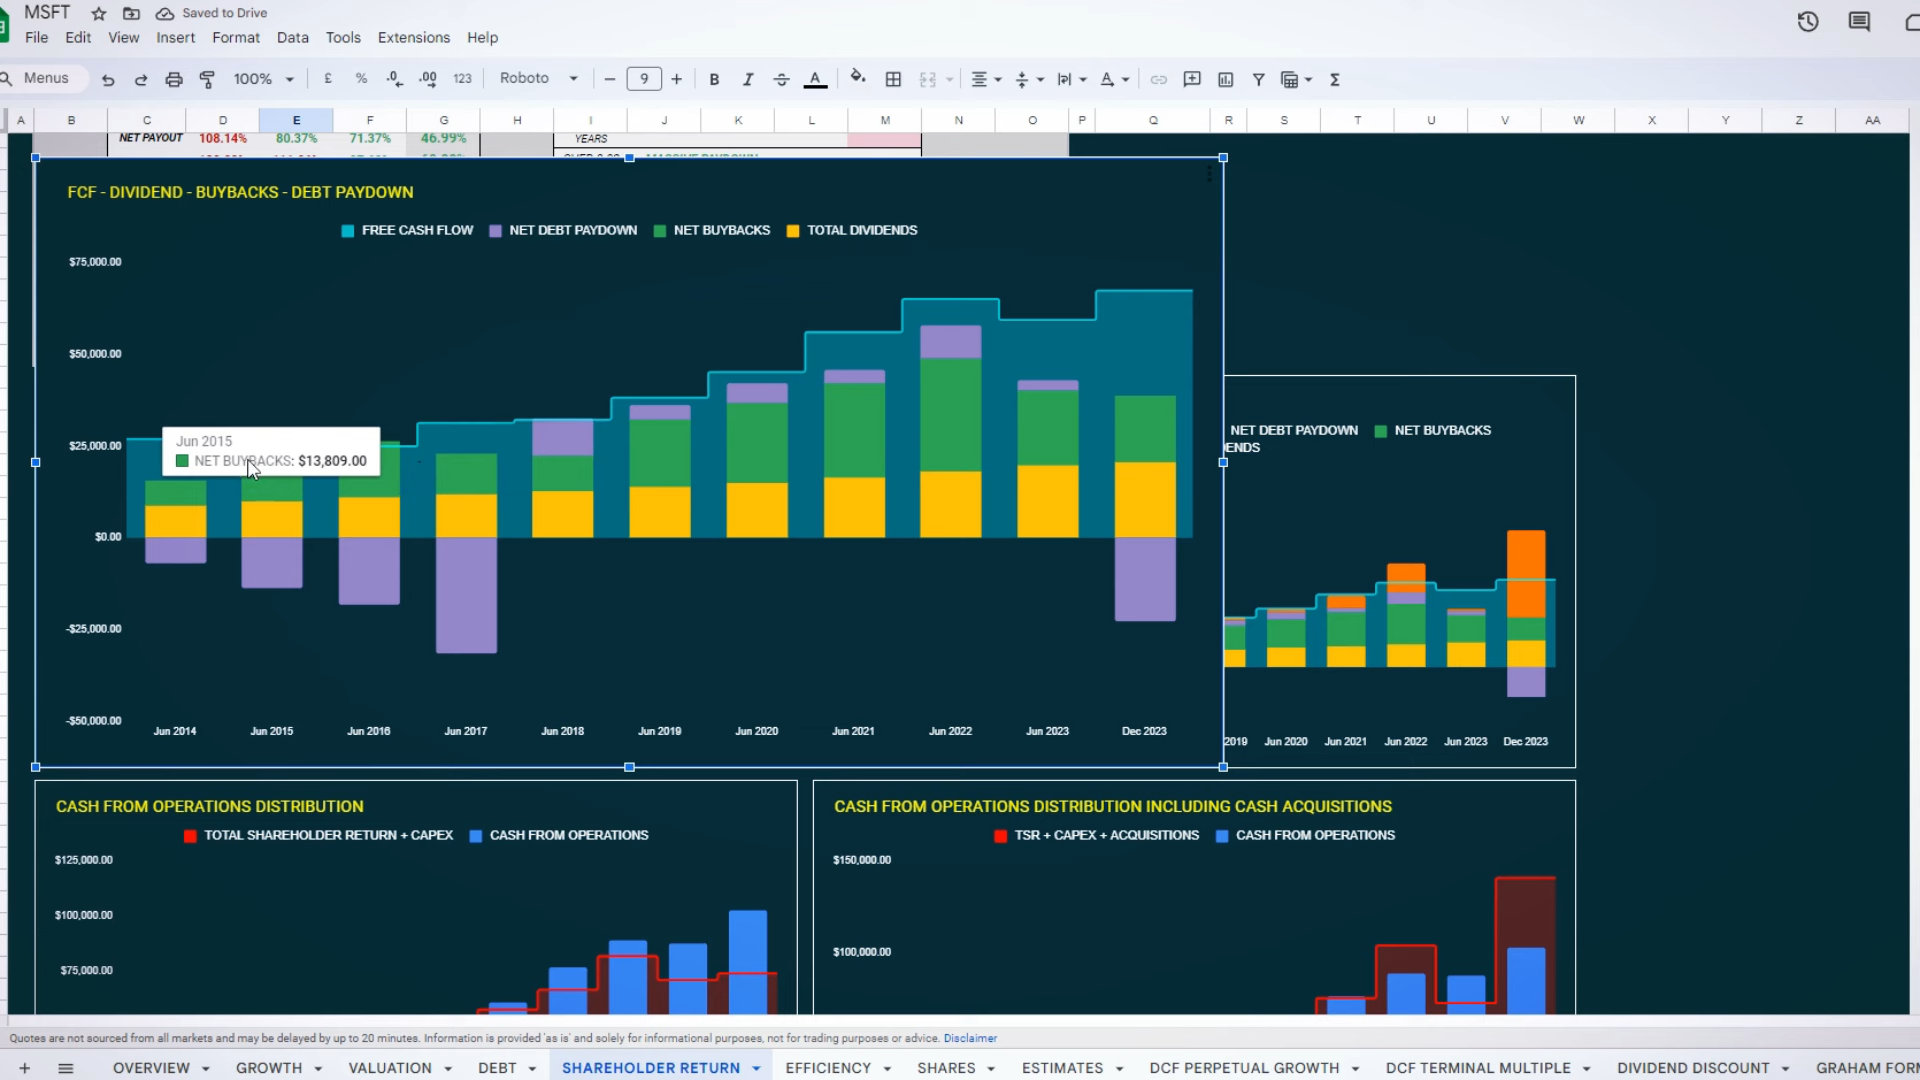 MSFT
Saved to Drive
File Edit View Insert Format Data Tools Extensions Help
Menus 100% £ % .0 .00 123 Roboto 9 B I A Σ
A B C D E F G H I J K L M N O P Q R S T U V W X Y Z AA
NET PAYOUT 108.14% 80.37% 71.37% 46.99% YEARS
FCF - DIVIDEND - BUYBACKS - DEBT PAYDOWN
FREE CASH FLOW NET DEBT PAYDOWN NET BUYBACKS TOTAL DIVIDENDS
$75,000.00
$50,000.00
$25,000.00
$0.00
-$25,000.00
-$50,000.00
Jun 2015
NET BUYBACKS: $13,809.00
Jun 2014 Jun 2015 Jun 2016 Jun 2017 Jun 2018 Jun 2019 Jun 2020 Jun 2021 Jun 2022 Jun 2023 Dec 2023
NET DEBT PAYDOWN NET BUYBACKS
ENDS
2019 Jun 2020 Jun 2021 Jun 2022 Jun 2023 Dec 2023
CASH FROM OPERATIONS DISTRIBUTION
TOTAL SHAREHOLDER RETURN + CAPEX CASH FROM OPERATIONS
$125,000.00
$100,000.00
$75,000.00
CASH FROM OPERATIONS DISTRIBUTION INCLUDING CASH ACQUISITIONS
TSR + CAPEX + ACQUISITIONS CASH FROM OPERATIONS
$150,000.00
$100,000.00
Quotes are not sourced from all markets and may be delayed by up to 20 minutes. Information is provided 'as is' and solely for informational purposes, not for trading purposes or advice. Disclaimer
OVERVIEW GROWTH VALUATION DEBT SHAREHOLDER RETURN EFFICIENCY SHARES ESTIMATES DCF PERPETUAL GROWTH DCF TERMINAL MULTIPLE DIVIDEND DISCOUNT GRAHAM FORM